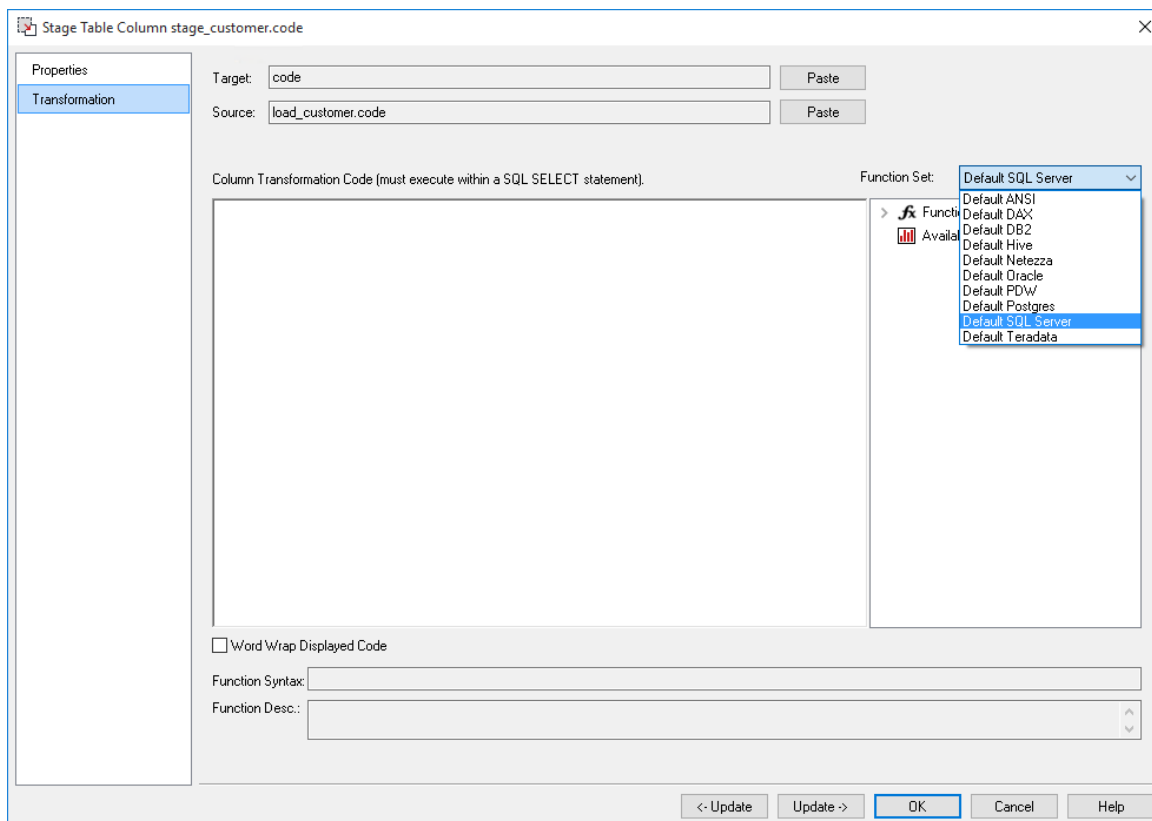 Stage Table Column stage_customer.code
Properties
Transformation
Target: code Paste
Source: load_customer.code Paste
Column Transformation Code (must execute within a SQL SELECT statement). Function Set: Default SQL Server
Default ANSI
Default DAX
Default DB2
Default Hive
Default Netezza
Default Oracle
Default PDW
Default Postgres
Default SQL Server
Default Teradata
fx Functi
Availal
Word Wrap Displayed Code
Function Syntax:
Function Desc.:
<- Update Update -> OK Cancel Help